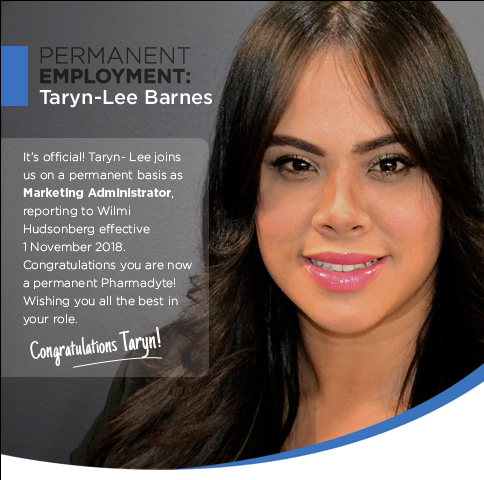 PERMANENT
EMPLOYMENT:
Taryn-Lee Barnes
It's official! Taryn- Lee joins
us on a permanent basis as
Marketing Administrator,
reporting to Wilmi
Hudsonberg effective
1 November 2018.
Congratulations you are now
a permanent Pharmadyte!
Wishing you all the best in
your role.
Congratulations Taryn!